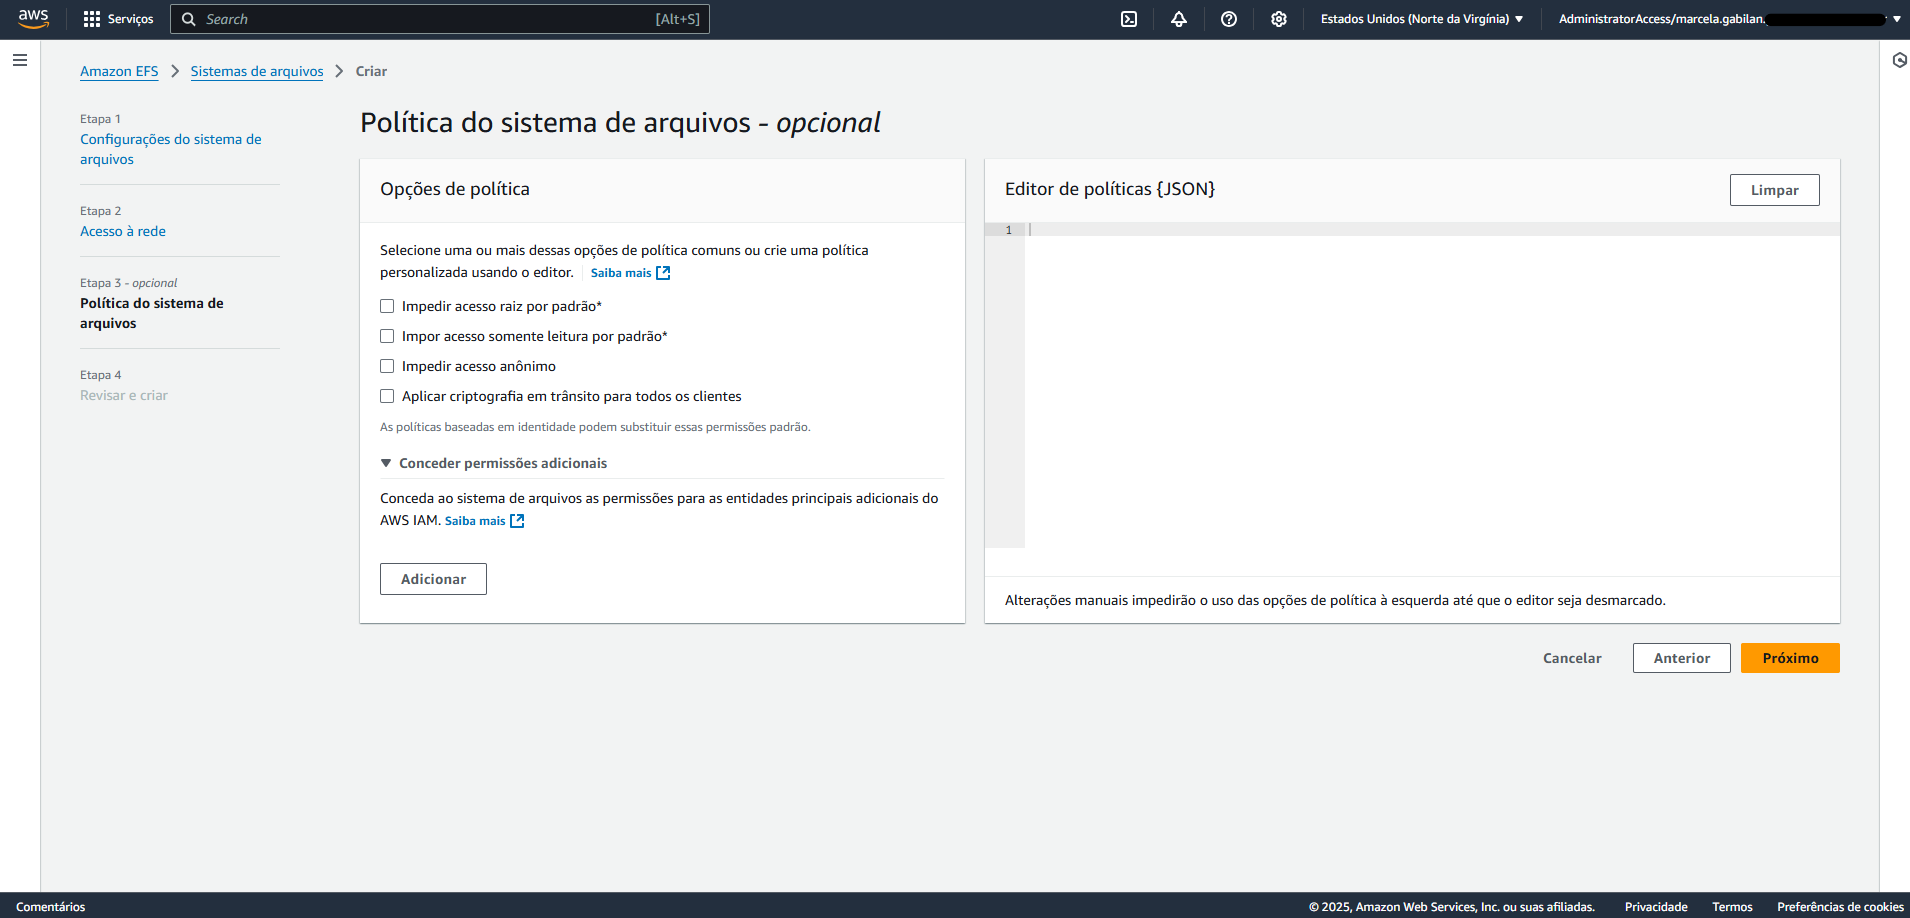 aws
Serviços
Search
[Alt+S]
Estados Unidos (Norte da Virgínia)
AdministratorAccess/marcela.gabilan.
Amazon EFS
Sistemas de arquivos
Criar
Etapa 1
Configurações do sistema de
arquivos
Etapa 2
Acesso à rede
Etapa 3 - opcional
Política do sistema de
arquivos
Etapa 4
Revisar e criar
Política do sistema de arquivos - opcional
Opções de política
Selecione uma ou mais dessas opções de política comuns ou crie uma política
personalizada usando o editor. Saiba mais
Impedir acesso raiz por padrão*
Impor acesso somente leitura por padrão*
Impedir acesso anônimo
Aplicar criptografia em trânsito para todos os clientes
As políticas baseadas em identidade podem substituir essas permissões padrão.
Conceder permissões adicionais
Conceda ao sistema de arquivos as permissões para as entidades principais adicionais do
AWS IAM. Saiba mais
Adicionar
Editor de políticas {JSON}
Limpar
1
Alterações manuais impedirão o uso das opções de política à esquerda até que o editor seja desmarcado.
Cancelar
Anterior
Próximo
Comentários
© 2025, Amazon Web Services, Inc. ou suas afiliadas.
Privacidade
Termos
Preferências de cookies